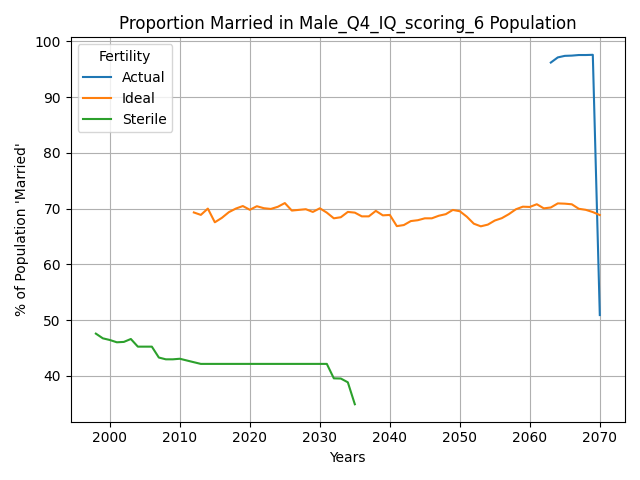 Proportion Married in Male_Q4_IQ_scoring_6 Population
% of Population 'Married'
100
90
80
70
60
50
40
Fertility
Actual
Ideal
Sterile
2000 2010 2020 2030 2040 2050 2060 2070
Years